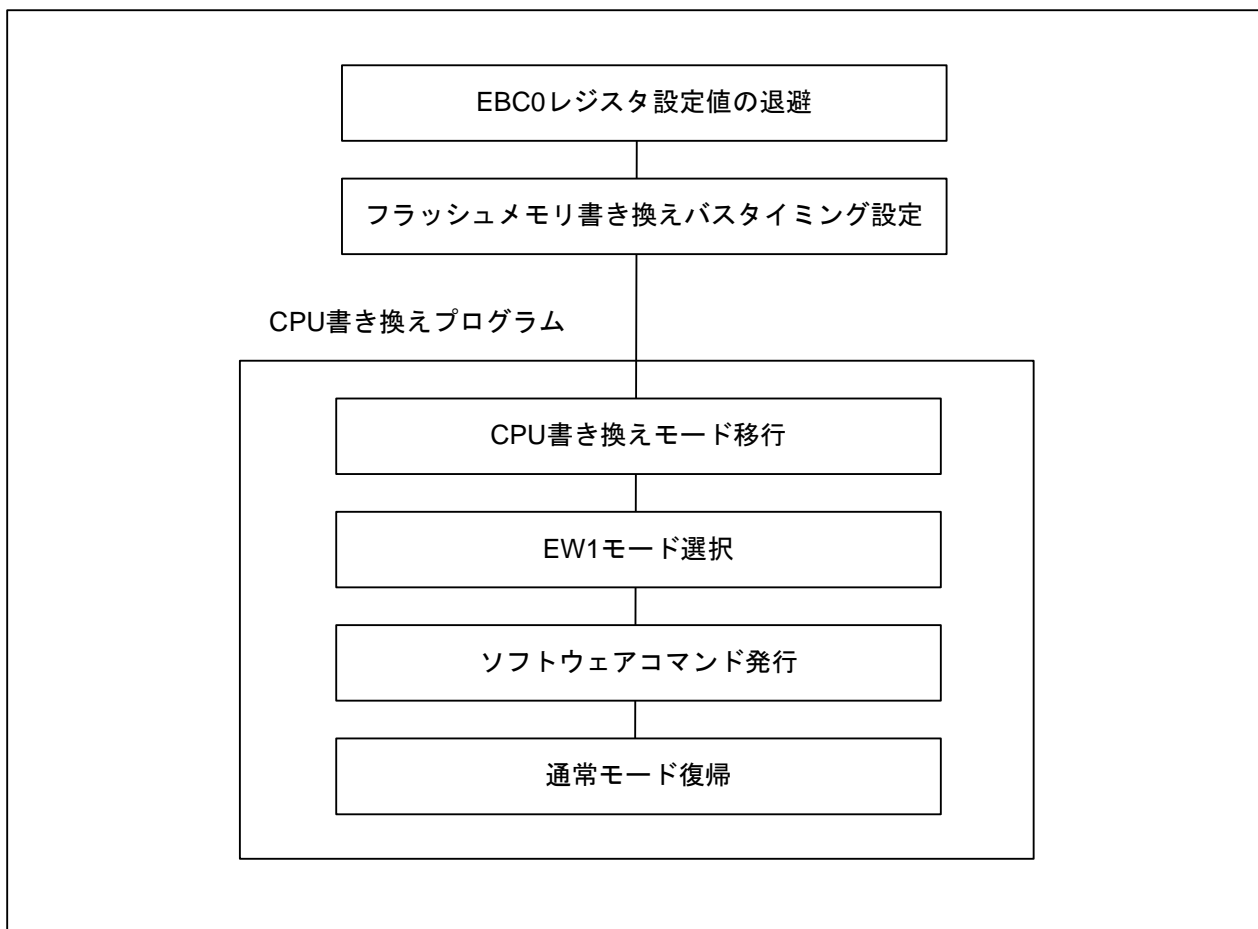 EBC0レジスタ設定値の退避
フラッシュメモリ書き換えバスタイミング設定
CPU書き換えプログラム
CPU書き換えモード移行
EW1モード選択
ソフトウェアコマンド発行
通常モード復帰